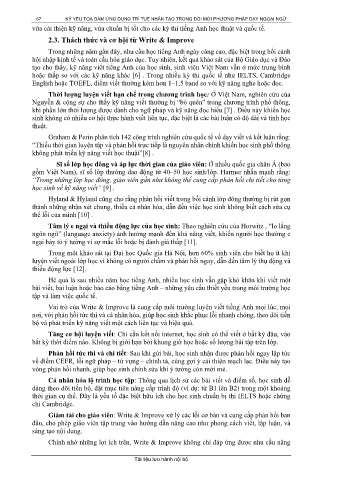 67 KỶ YẾU TỌA ĐÀM ỨNG DỤNG TRÍ TUỆ NHÂN TẠO TRONG ĐỔI MỚI PHƯƠNG PHÁP DẠY NGOẠI NGỮ
vừa cải thiện kỹ năng, vừa chuẩn bị tốt cho các kỳ thi tiếng Anh học thuật và quốc tế.
2.3. Thách thức và cơ hội từ Write & Improve
Trong những năm gần đây, nhu cầu học tiếng Anh ngày càng cao, đặc biệt trong bối cảnh
hội nhập kinh tế và toàn cầu hóa giáo dục. Tuy nhiên, kết quả khảo sát của Bộ Giáo dục và Đào
tạo cho thấy, kỹ năng viết tiếng Anh của học sinh, sinh viên Việt Nam vẫn ở mức trung bình
hoặc thấp so với các kỹ năng khác [6] . Trong nhiều kỳ thi quốc tế như IELTS, Cambridge
English hoặc TOEFL, điểm viết thường kém hơn 1–1,5 band so với kỹ năng nghe hoặc đọc.
Thời lượng luyện viết hạn chế trong chương trình học: Ở Việt Nam, nghiên cứu của
Nguyễn & cộng sự cho thấy kỹ năng viết thường bị “bỏ quên” trong chương trình phổ thông,
khi phần lớn thời lượng được dành cho ngữ pháp và kỹ năng đọc hiểu [7] . Điều này khiến học
sinh không có nhiều cơ hội thực hành viết liên tục, đặc biệt là các bài luận có độ dài và tính học
thuật.
Graham & Perin phân tích 142 công trình nghiên cứu quốc tế về dạy viết và kết luận rằng:
“Thiếu thời gian luyện tập và phản hồi trực tiếp là nguyên nhân chính khiến học sinh phổ thông
không phát triển kỹ năng viết học thuật”[8] .
Sĩ số lớp học đông và áp lực thời gian của giáo viên: Ở nhiều quốc gia châu Á (bao
gồm Việt Nam), sĩ số lớp thường dao động từ 40–50 học sinh/lớp. Harmer nhấn mạnh rằng:
“Trong những lớp học đông, giáo viên gần như không thể cung cấp phản hồi chi tiết cho từng
học sinh về kỹ năng viết” [9] .
Hyland & Hyland cũng cho rằng phản hồi viết trong bối cảnh lớp đông thường bị rút gọn
thành những nhận xét chung, thiếu cá nhân hóa, dẫn đến việc học sinh không biết cách sửa cụ
thể lỗi của mình [10] .
Tâm lý e ngại và thiếu động lực của học sinh: Theo nghiên cứu của Horwitz , “lo lắng
ngôn ngữ” (language anxiety) ảnh hưởng mạnh đến khả năng viết, khiến người học thường e
ngại bày tỏ ý tưởng vì sợ mắc lỗi hoặc bị đánh giá thấp [11].
Trong một khảo sát tại Đại học Quốc gia Hà Nội, hơn 60% sinh viên cho biết họ ít khi
luyện viết ngoài lớp học vì không có người chấm và phản hồi ngay, dẫn đến tâm lý thụ động và
thiếu động lực [12].
Hệ quả là sau nhiều năm học tiếng Anh, nhiều học sinh vẫn gặp khó khăn khi viết một
bài viết, bài luận hoặc báo cáo bằng tiếng Anh – những yêu cầu thiết yếu trong môi trường học
tập và làm việc quốc tế.
Vai trò của Write & Improve là cung cấp môi trường luyện viết tiếng Anh mọi lúc, mọi
nơi, với phản hồi tức thì và cá nhân hóa, giúp học sinh khắc phục lỗi nhanh chóng, theo dõi tiến
bộ và phát triển kỹ năng viết một cách liên tục và hiệu quả.
Tăng cơ hội luyện viết: Chỉ cần kết nối internet, học sinh có thể viết ở bất kỳ đâu, vào
bất kỳ thời điểm nào. Không bị giới hạn bởi khung giờ học hoặc số lượng bài tập trên lớp.
Phản hồi tức thì và chi tiết: Sau khi gửi bài, học sinh nhận được phản hồi ngay lập tức
về điểm CEFR, lỗi ngữ pháp – từ vựng – chính tả, cùng gợi ý cải thiện mạch lạc. Điều này tạo
vòng phản hồi nhanh, giúp học sinh chỉnh sửa khi ý tưởng còn mới mẻ.
Cá nhân hóa lộ trình học tập: Thông qua lịch sử các bài viết và điểm số, học sinh dễ
dàng theo dõi tiến bộ, đặt mục tiêu nâng cấp trình độ (ví dụ: từ B1 lên B2) trong một khoảng
thời gian cụ thể. Đây là yếu tố đặc biệt hữu ích cho học sinh chuẩn bị thi IELTS hoặc chứng
chỉ Cambridge.
Giảm tải cho giáo viên: Write & Improve xử lý các lỗi cơ bản và cung cấp phản hồi ban
đầu, cho phép giáo viên tập trung vào hướng dẫn nâng cao như phong cách viết, lập luận, và
sáng tạo nội dung.
Chính nhờ những lợi ích trên, Write & Improve không chỉ đáp ứng được nhu cầu nâng
Tài liệu lưu hành nội bộ